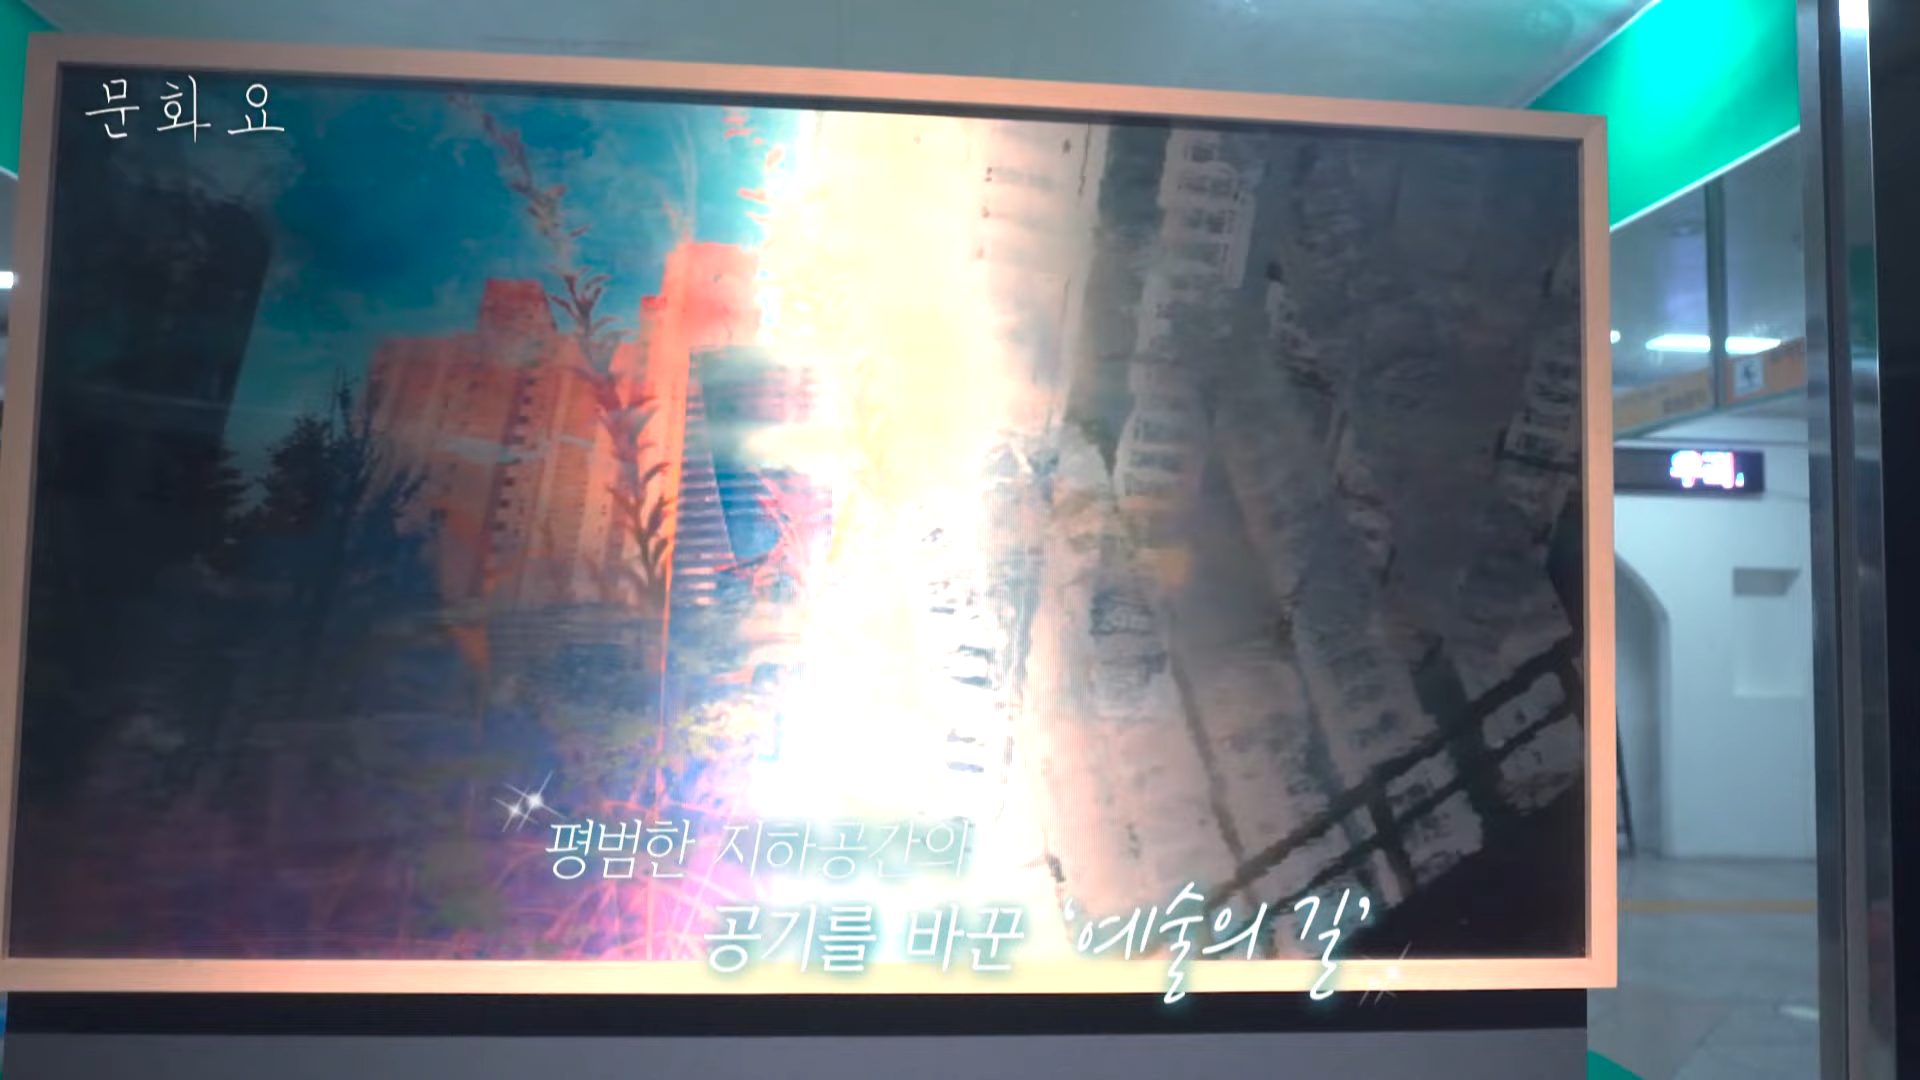 문화요
평범한 지하공간의
공기를 바꾼 ‘예술의 길’